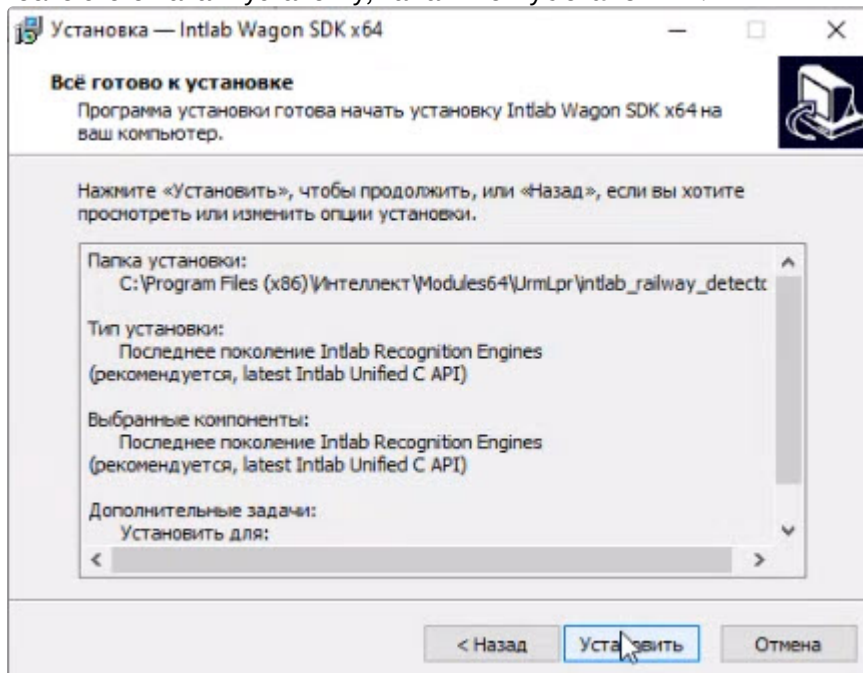 Установка — Intlab Wagon SDK x64
Всё готово к установке
Программа установки готова начать установку Intlab Wagon SDK x64 на
ваш компьютер.
Нажмите «Установить», чтобы продолжить, или «Назад», если вы хотите
просмотреть или изменить опции установки.
Папка установки:
C:\Program Files (x86)\Интеллект\Modules64\UrmLpr\intlab_railway_detectc
Тип установки:
Последнее поколение Intlab Recognition Engines
(рекомендуется, latest Intlab Unified C API)
Выбранные компоненты:
Последнее поколение Intlab Recognition Engines
(рекомендуется, latest Intlab Unified C API)
Дополнительные задачи:
Установить для:
< Назад
Установить
Отмена